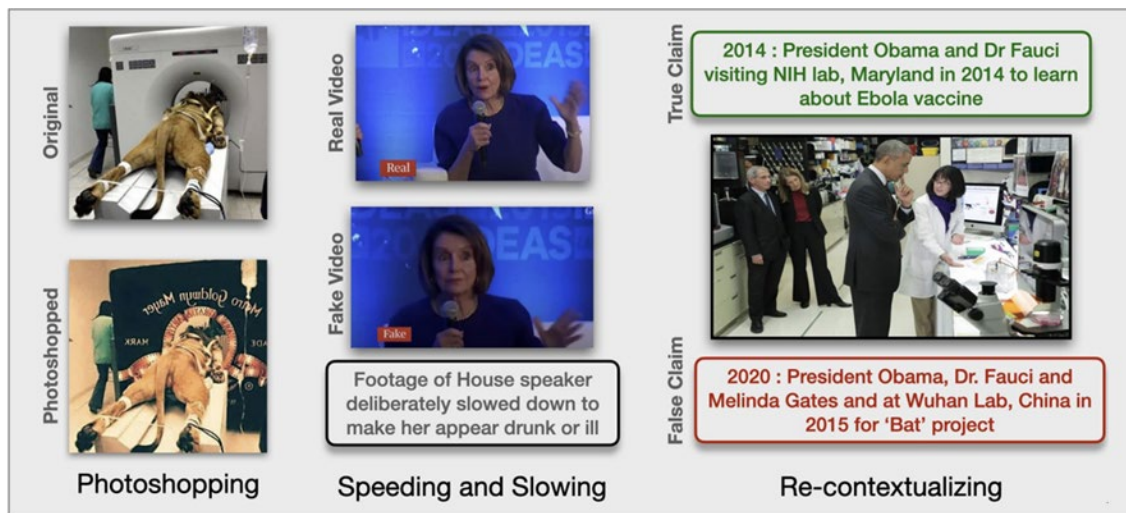 Original
Photoshopped
Metro Goldwyn Mayer
MARK
ADE
Photoshopping
Real Video
Real
Fake Video
Fake
Footage of House speaker
deliberately slowed down to
make her appear drunk or ill
Speeding and Slowing
True Claim
2014 : President Obama and Dr Fauci
visiting NIH lab, Maryland in 2014 to learn
about Ebola vaccine
False Claim
2020 : President Obama, Dr. Fauci and
Melinda Gates and at Wuhan Lab, China in
2015 for ‘Bat’ project
Re-contextualizing